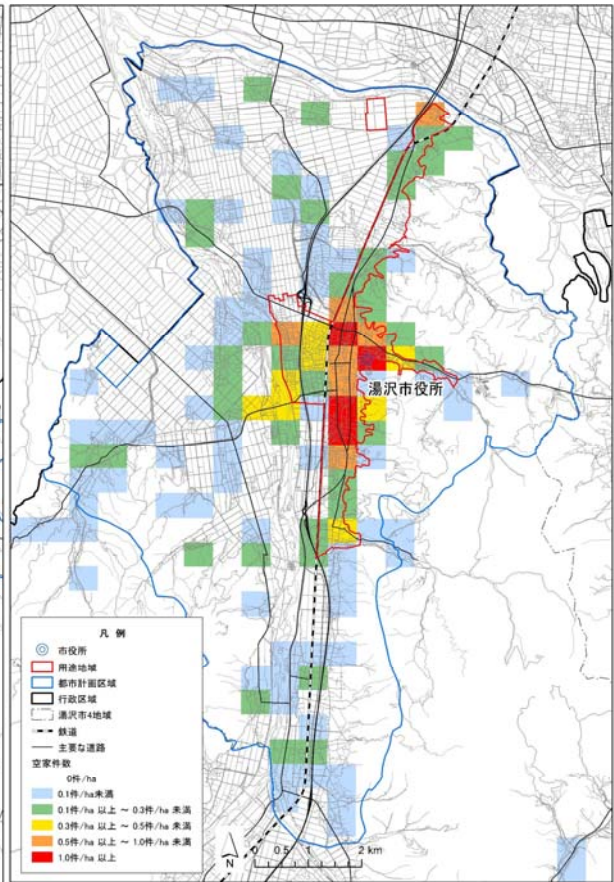 湯沢市役所
凡 例
市役所
用途地域
都市計画区域
行政区域
湯沢市4地域
鉄道
主要な道路
空家件数
0件/ha
0.1件/ha未満
0.1件/ha 以上 ～ 0.3件/ha 未満
0.3件/ha 以上 ～ 0.5件/ha 未満
0.5件/ha 以上 ～ 1.0件/ha 未満
1.0件/ha 以上
N
0 0.5 1 2 km